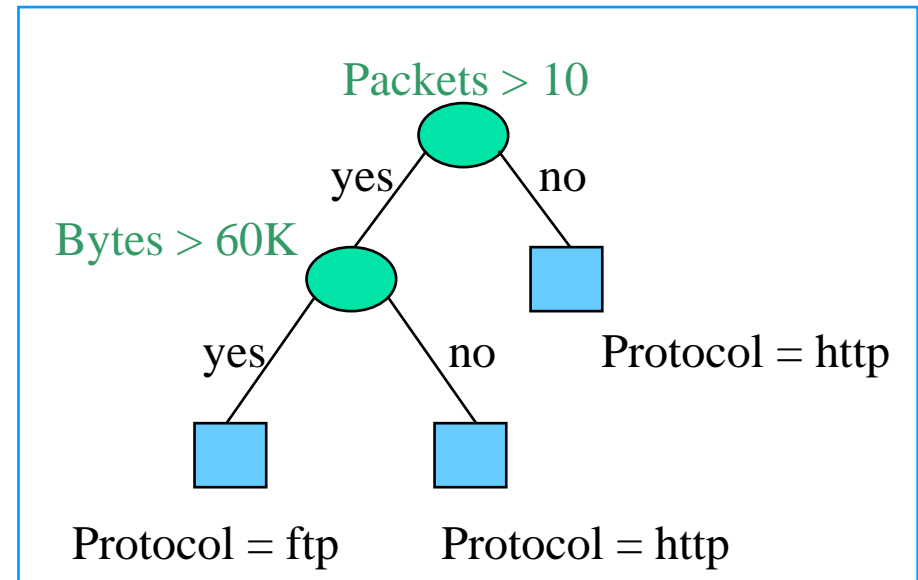 Packets > 10
yes
no
Bytes > 60K
yes
no
Protocol = http
Protocol = ftp
Protocol = http